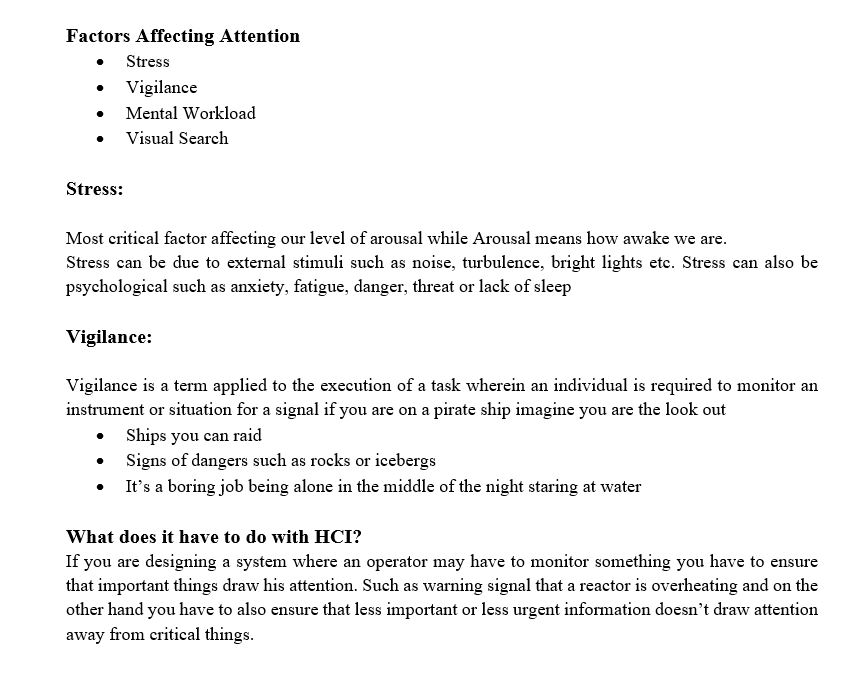 Factors Affecting Attention
• Stress
• Vigilance
• Mental Workload
• Visual Search
Stress:
Most critical factor affecting our level of arousal while Arousal means how awake we are.
Stress can be due to external stimuli such as noise, turbulence, bright lights etc. Stress can also be
psychological such as anxiety, fatigue, danger, threat or lack of sleep
Vigilance:
Vigilance is a term applied to the execution of a task wherein an individual is required to monitor an
instrument or situation for a signal if you are on a pirate ship imagine you are the look out
• Ships you can raid
• Signs of dangers such as rocks or icebergs
• It’s a boring job being alone in the middle of the night staring at water
What does it have to do with HCI?
If you are designing a system where an operator may have to monitor something you have to ensure
that important things draw his attention. Such as warning signal that a reactor is overheating and on the
other hand you have to also ensure that less important or less urgent information doesn’t draw attention
away from critical things.